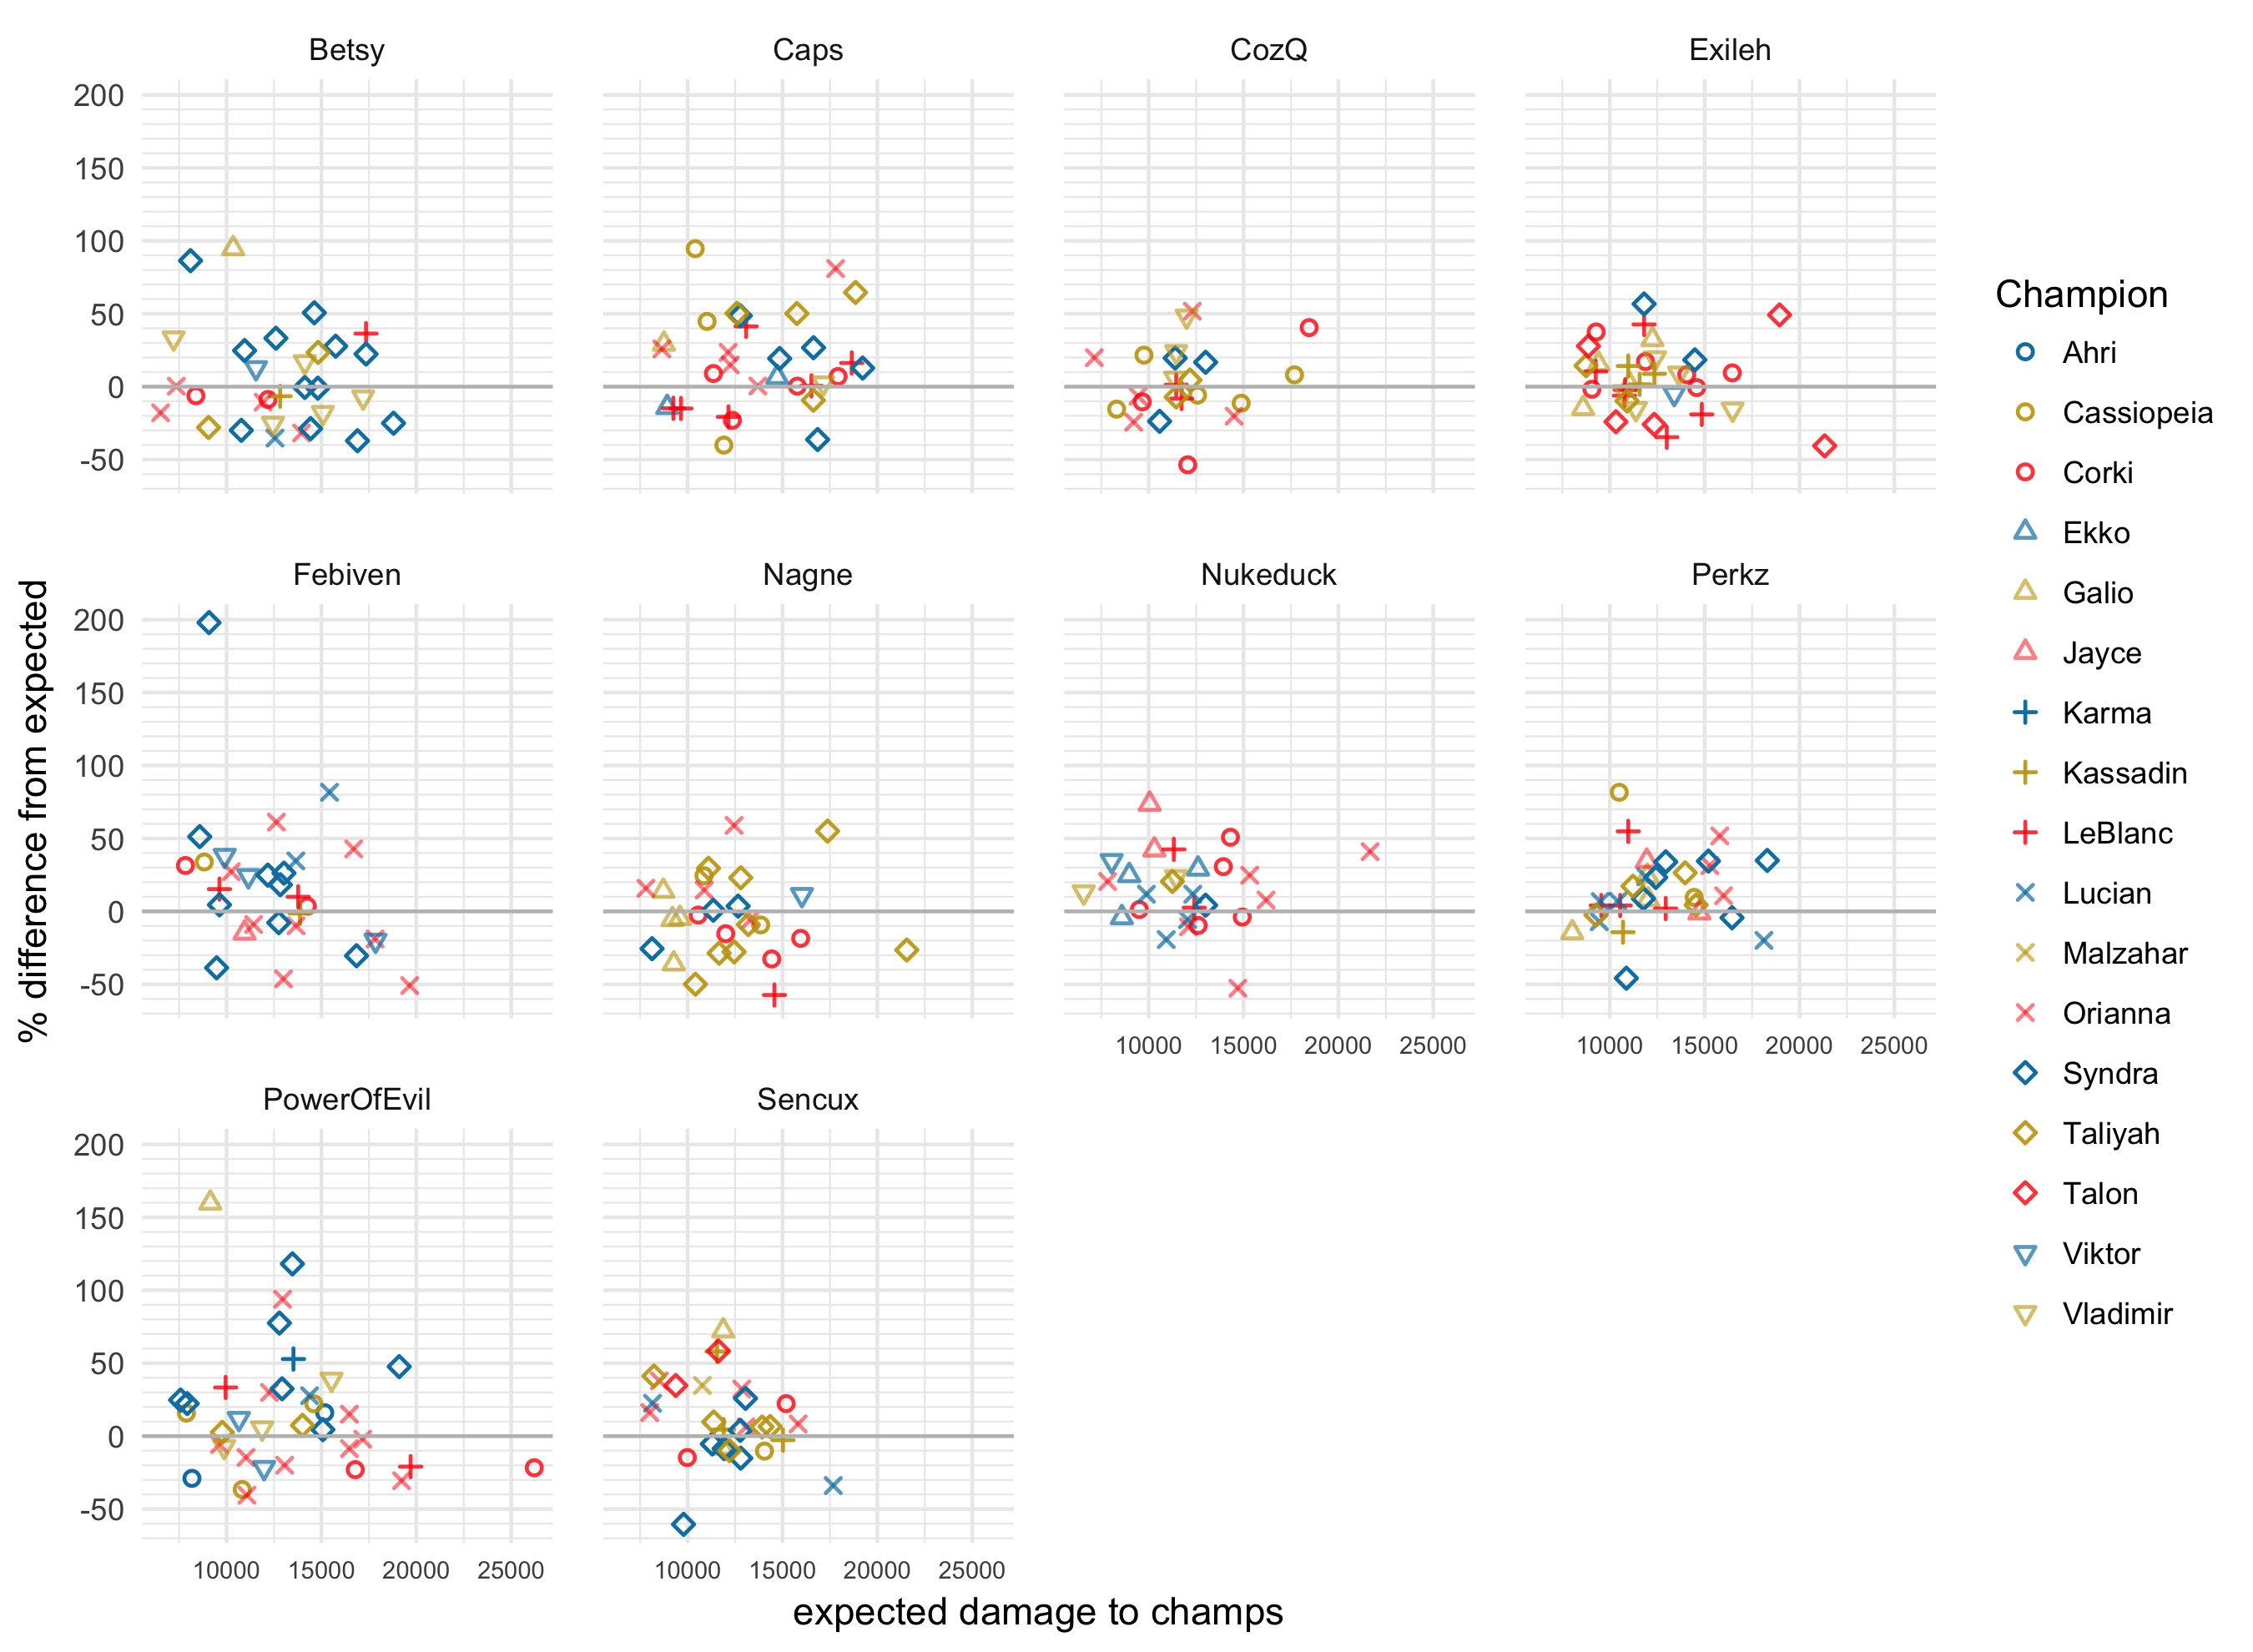 Betsy Caps CozQ Exileh
200
150
100
50
0
-50
Febiven Nagne Nukeduck Perkz
200
150
100
50
0
-50
10000 15000 20000 25000 10000 15000 20000 25000
PowerOfEvil Sencux
200
150
100
50
0
-50
10000 15000 20000 25000 10000 15000 20000 25000
expected damage to champs
% difference from expected
Champion
Ahri
Cassiopeia
Corki
Ekko
Galio
Jayce
Karma
Kassadin
LeBlanc
Lucian
Malzahar
Orianna
Syndra
Taliyah
Talon
Viktor
Vladimir